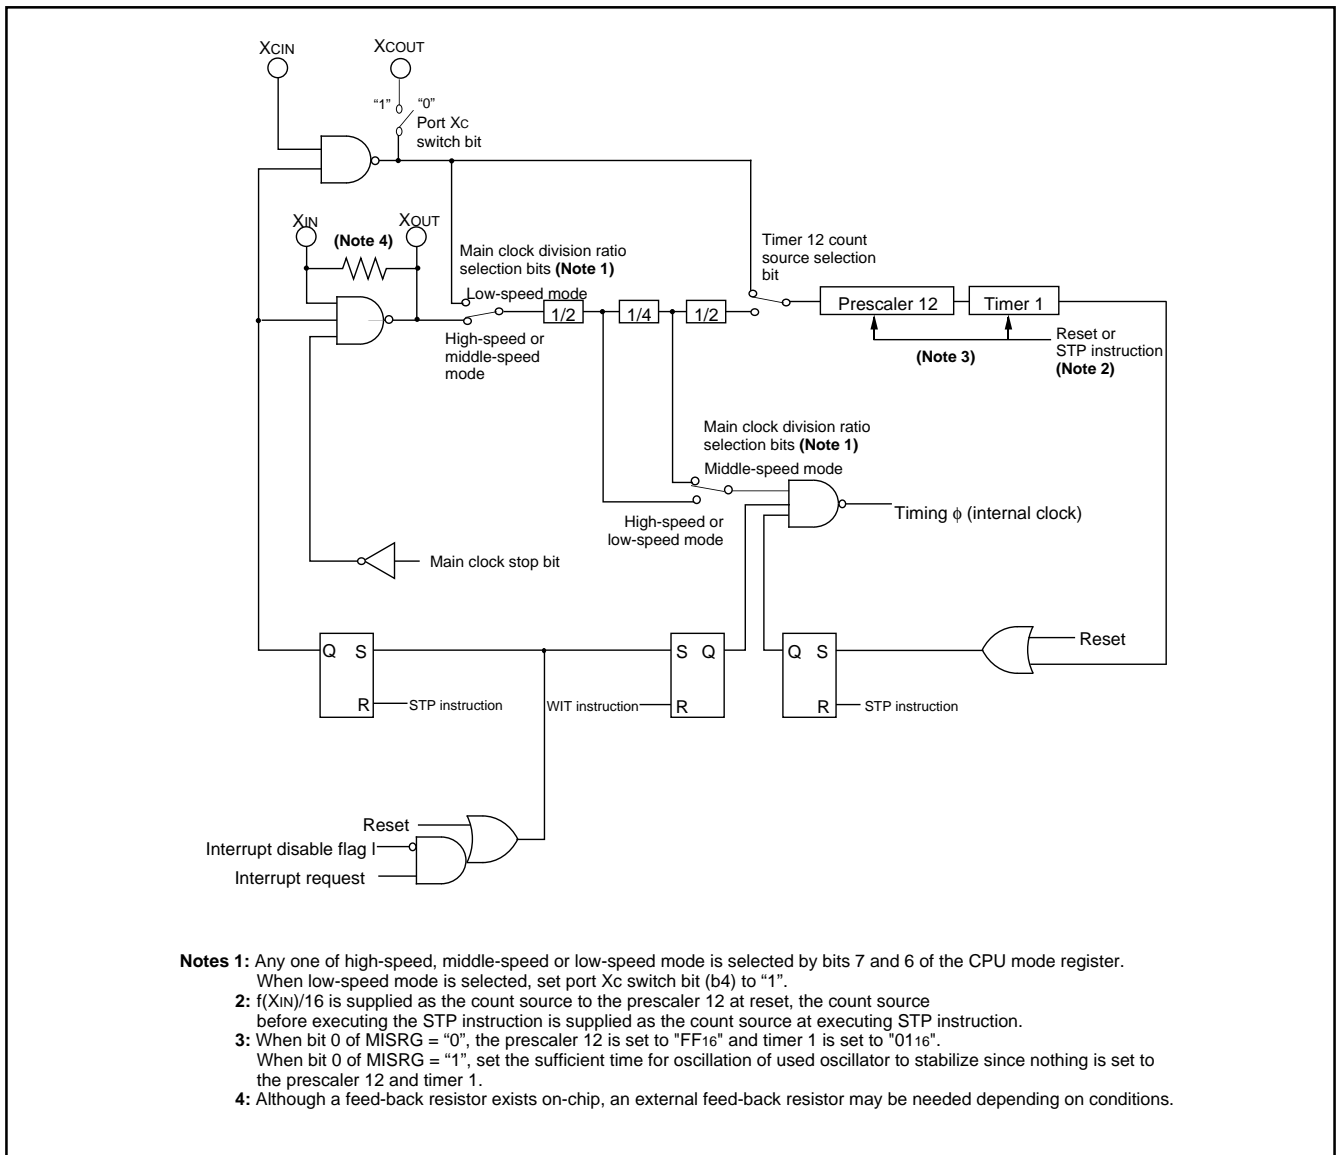 XCIN
XCOUT
“1”
“0”
Port XC
switch bit
XIN
(Note 4)
XOUT
Main clock division ratio
selection bits (Note 1)
Low-speed mode
1/2
1/4
1/2
High-speed or
middle-speed
mode
Timer 12 count
source selection
bit
Prescaler 12
Timer 1
(Note 3)
Reset or
STP instruction
(Note 2)
Main clock division ratio
selection bits (Note 1)
Middle-speed mode
High-speed or
low-speed mode
Timing ϕ (internal clock)
Main clock stop bit
Q S
R
STP instruction
WIT instruction
S Q
R
Q S
R
STP instruction
Reset
Reset
Interrupt disable flag I
Interrupt request
Notes 1: Any one of high-speed, middle-speed or low-speed mode is selected by bits 7 and 6 of the CPU mode register.
When low-speed mode is selected, set port Xc switch bit (b4) to “1”.
2: f(XIN)/16 is supplied as the count source to the prescaler 12 at reset, the count source
before executing the STP instruction is supplied as the count source at executing STP instruction.
3: When bit 0 of MISRG = “0”, the prescaler 12 is set to "FF16" and timer 1 is set to "0116".
When bit 0 of MISRG = “1”, set the sufficient time for oscillation of used oscillator to stabilize since nothing is set to
the prescaler 12 and timer 1.
4: Although a feed-back resistor exists on-chip, an external feed-back resistor may be needed depending on conditions.